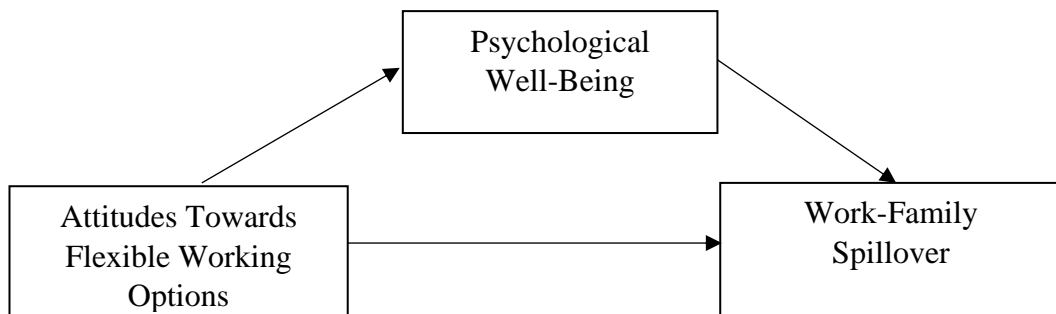 Psychological
Well-Being
Attitudes Towards
Flexible Working
Options
Work-Family
Spillover